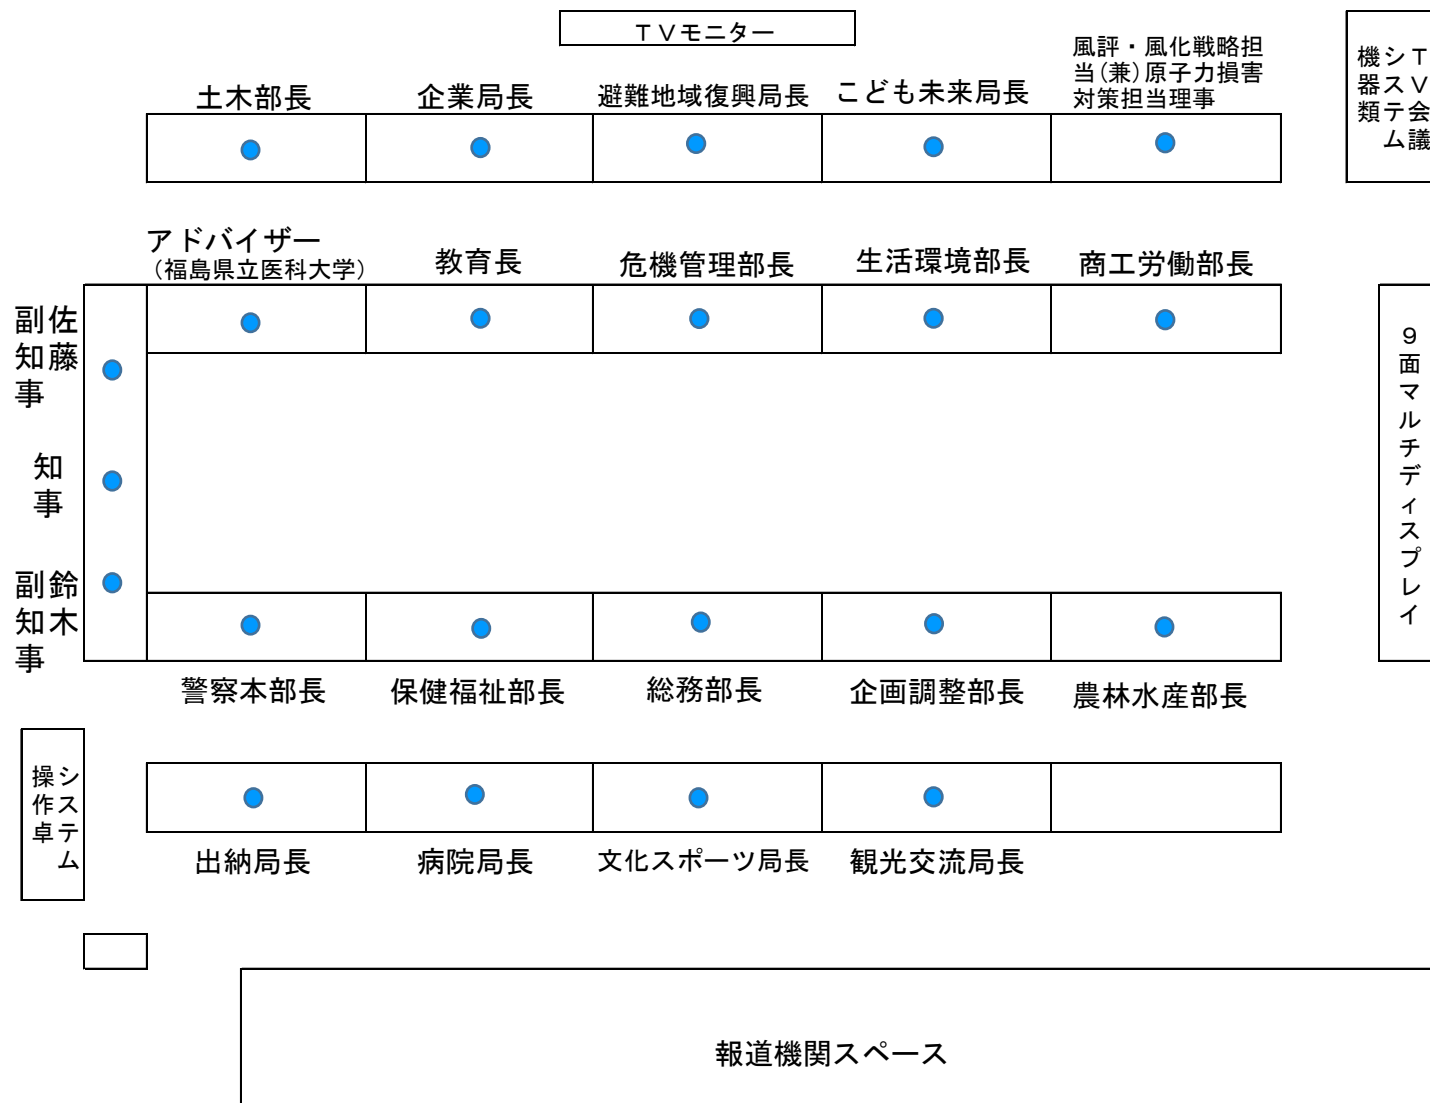 TVモニター
土木部長
企業局長
避難地域復興局長
こども未来局長
風評・風化戦略担
当(兼)原子力損害
対策担当理事
TV会議
システム
機器類
アドバイザー
（福島県立医科大学）
教育長
危機管理部長
生活環境部長
商工労働部長
佐藤
副知事
知事
鈴木
副知事
9面マルチディスプレイ
警察本部長
保健福祉部長
総務部長
企画調整部長
農林水産部長
システム
操作卓
出納局長
病院局長
文化スポーツ局長
観光交流局長
報道機関スペース